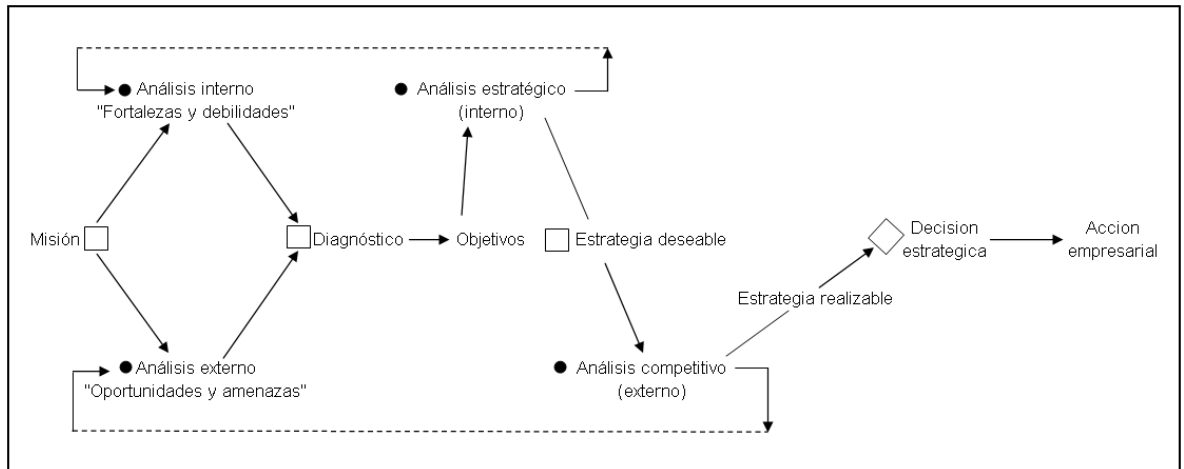 Análisis interno
"Fortalezas y debilidades"
Análisis estratégico
(interno)
Misión
Diagnóstico
Objetivos
Estrategia deseable
Decision
estrategica
Accion
empresarial
Estrategia realizable
Análisis externo
"Oportunidades y amenazas"
Análisis competitivo
(externo)